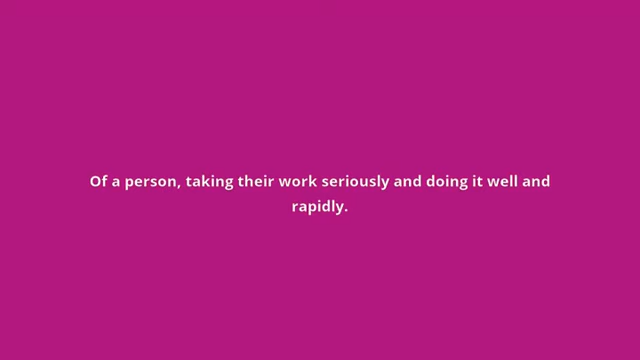 Of a person, taking their work seriously and doing it well and
rapidly.